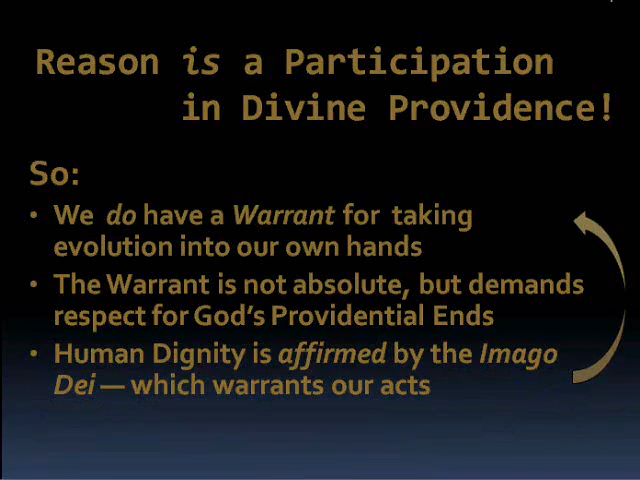 Reason is a Participation
in Divine Providence!
So:
• We do have a Warrant for taking
evolution into our own hands
• The Warrant is not absolute, but demands
respect for God's Providential Ends
• Human Dignity is affirmed by the Imago
Dei — which warrants our acts